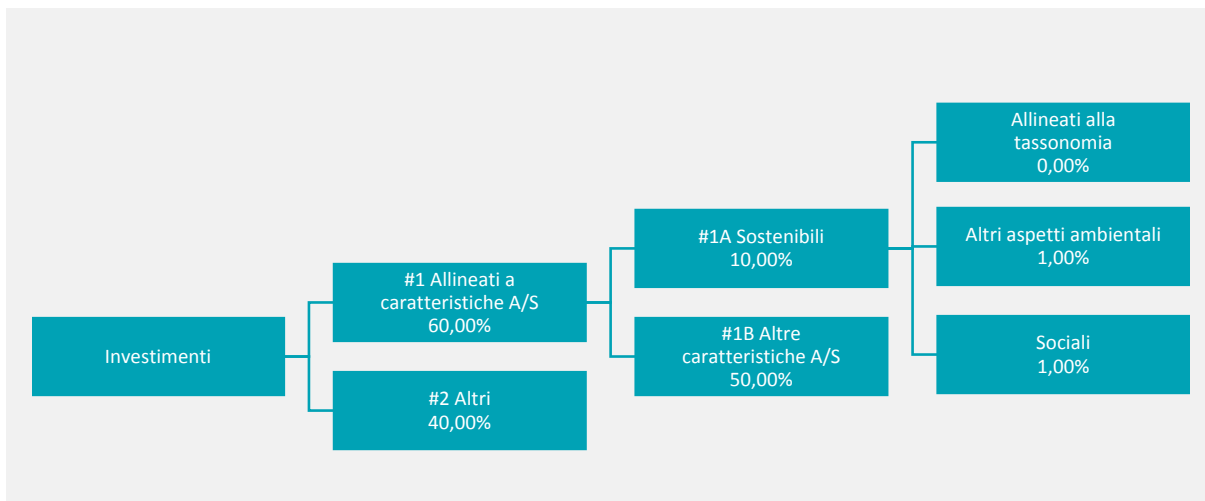 Investimenti
#1 Allineati a
caratteristiche A/S
60,00%
#2 Altri
40,00%
#1A Sostenibili
10,00%
#1B Altre
caratteristiche A/S
50,00%
Allineati alla
tassonomia
0,00%
Altri aspetti ambientali
1,00%
Sociali
1,00%